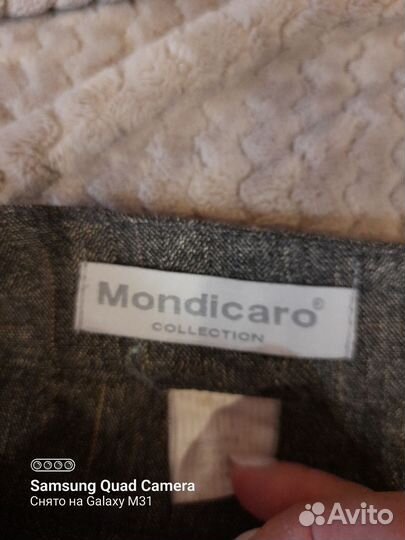 Mondicaro®
COLLECTION
SAMSUNG Quad Camera
Снято на Galaxy M31
Avito